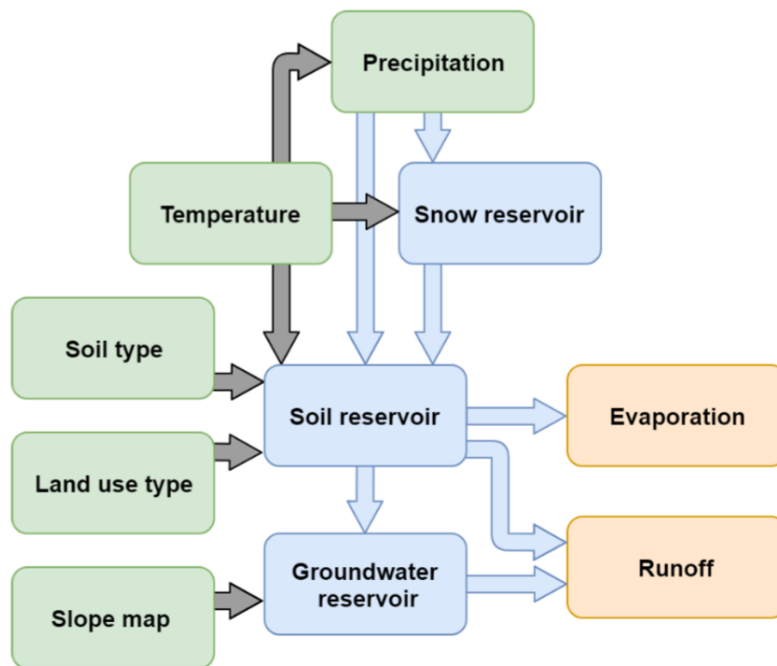 Precipitation
Temperature
Snow reservoir
Soil type
Soil reservoir
Evaporation
Land use type
Groundwater
reservoir
Runoff
Slope map